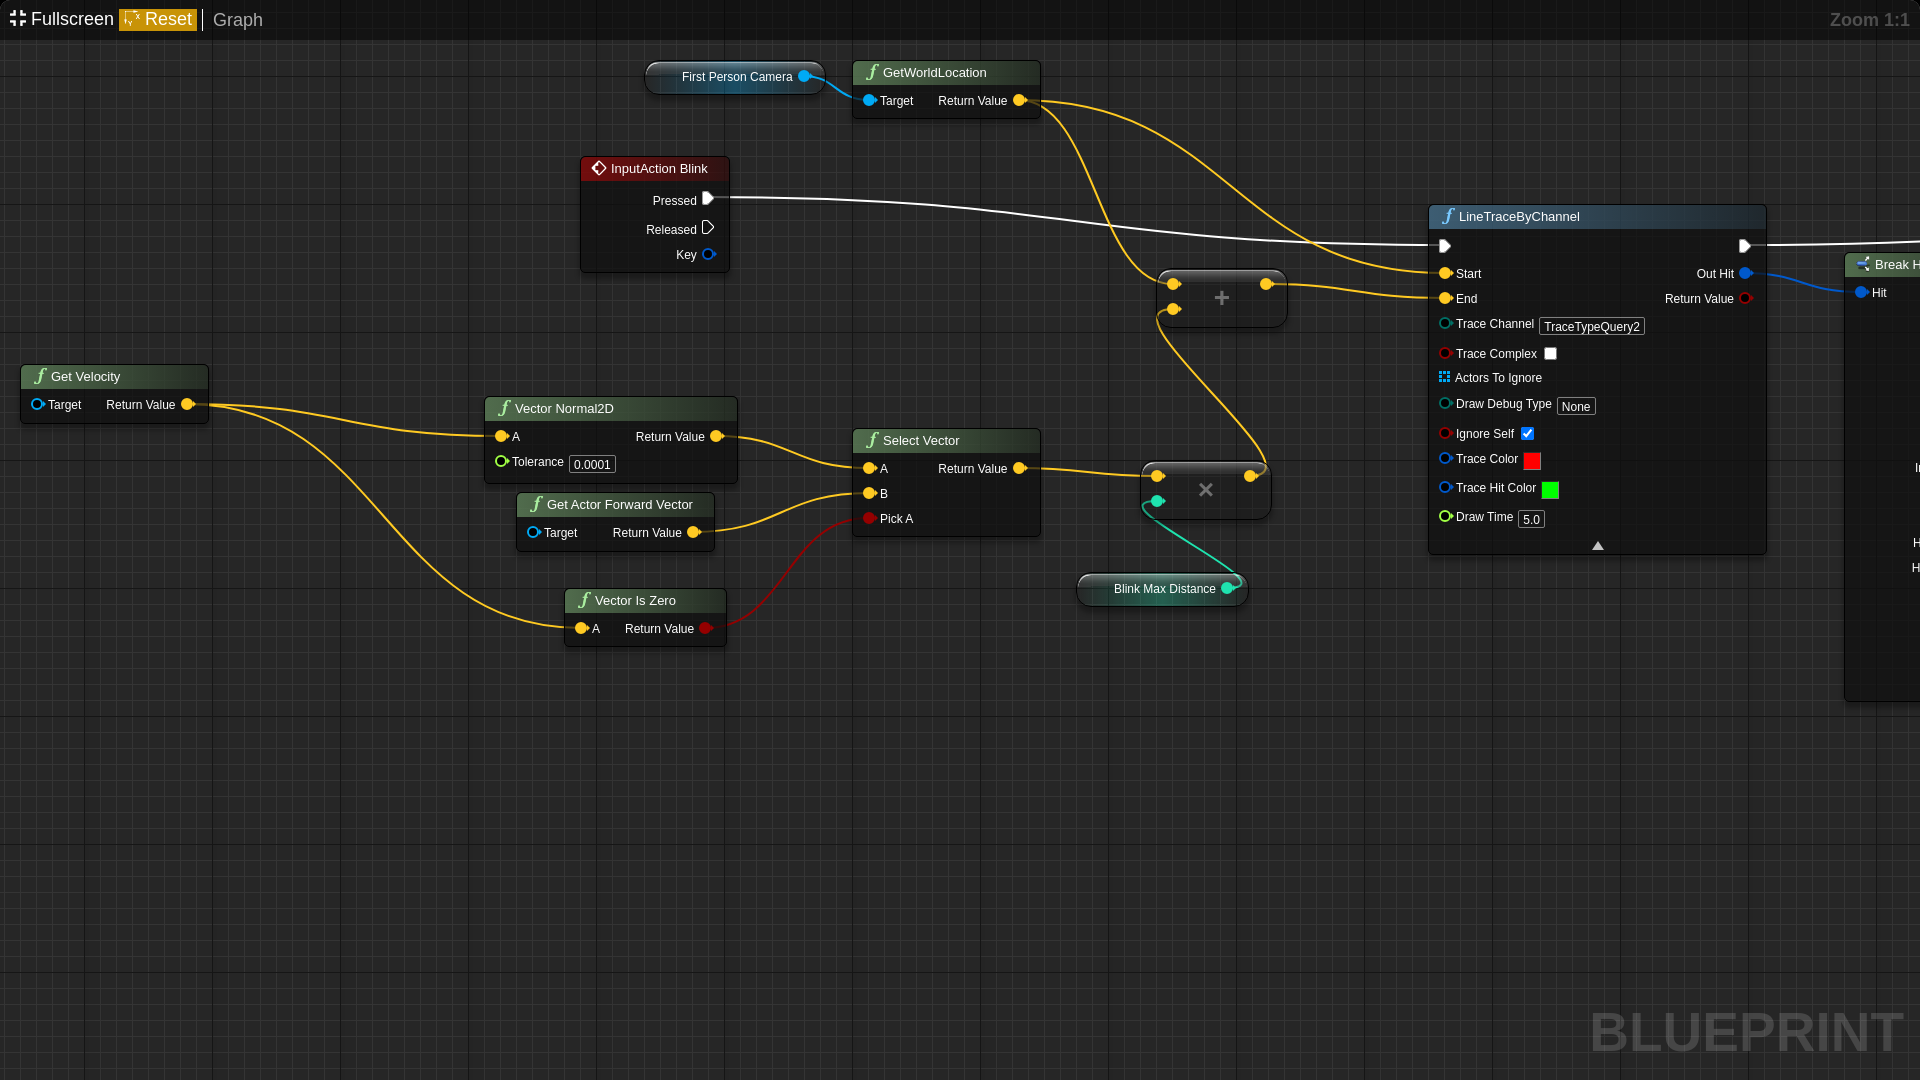 Fullscreen Reset Graph
Zoom 1:1
First Person Camera
GetWorldLocation
Target Return Value
InputAction Blink
Pressed
Released
Key
LineTraceByChannel
Start Out Hit
End Return Value
Trace Channel TraceTypeQuery2
Trace Complex
Actors To Ignore
Draw Debug Type None
Ignore Self
Trace Color
Trace Hit Color
Draw Time 5.0
Break H
Hit
+
Get Velocity
Target Return Value
Vector Normal2D
A Return Value
Tolerance 0.0001
Get Actor Forward Vector
Target Return Value
Select Vector
A Return Value
B
Pick A
×
Blink Max Distance
Vector Is Zero
A Return Value
H
H
BLUEPRINT